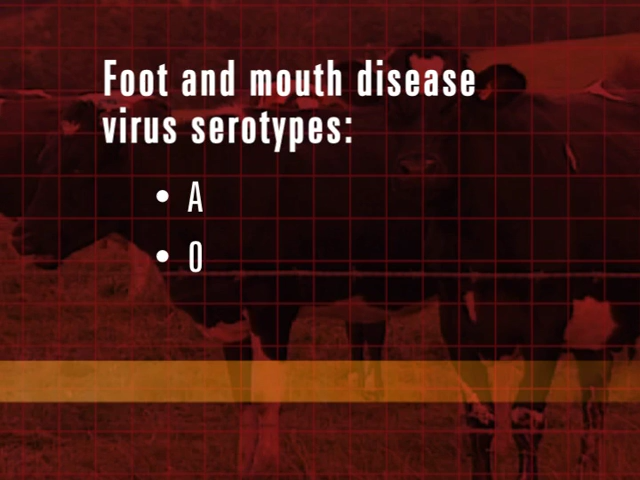 Foot and mouth disease
virus serotypes:
• A
• O